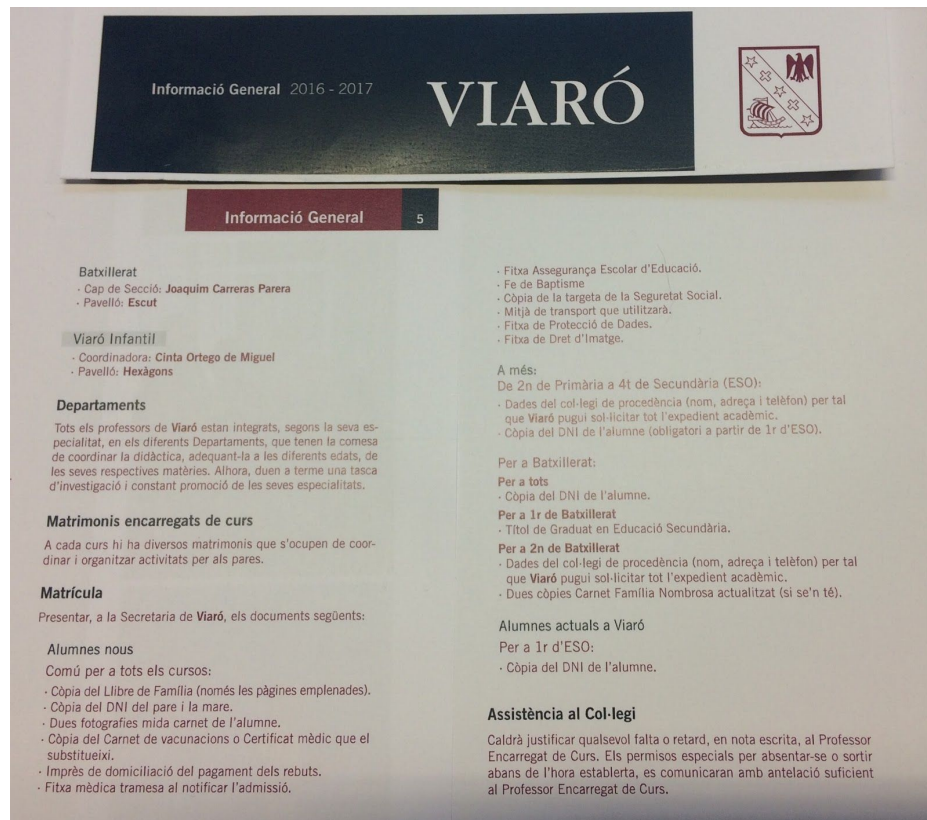 Informació General 2016 - 2017
VIARÓ
Informació General 5
Batxillerat
· Cap de Secció: Joaquim Carreras Parera
· Pavelló: Escut
Viaró Infantil
· Coordinadora: Cinta Ortego de Miguel
· Pavelló: Hexàgons
Departaments
Tots els professors de Viaró estan integrats, segons la seva es-
pecialitat, en els diferents Departaments, que tenen la comesa
de coordinar la didàctica, adequant-la a les diferents edats, de
les seves respectives matèries. Alhora, duen a terme una tasca
d'investigació i constant promoció de les seves especialitats.
Matrimonis encarregats de curs
A cada curs hi ha diversos matrimonis que s'ocupen de coor-
dinar i organitzar activitats per als pares.
Matrícula
Presentar, a la Secretaria de Viaró, els documents següents:
Alumnes nous
Comú per a tots els cursos:
· Còpia del Llibre de Família (només les pàgines emplenades).
· Còpia del DNI del pare i la mare.
· Dues fotografies mida carnet de l'alumne.
· Còpia del Carnet de vacunacions o Certificat mèdic que el
substitueixi.
· Imprès de domiciliació del pagament dels rebuts.
· Fitxa mèdica tramesa al notificar l'admissió.
· Fitxa Assegurança Escolar d'Educació.
· Fe de Baptisme
· Còpia de la targeta de la Seguretat Social.
· Mitjà de transport que utilitzarà.
· Fitxa de Protecció de Dades.
· Fitxa de Dret d'Imatge.
A més:
De 2n de Primària a 4t de Secundària (ESO):
· Dades del col·legi de procedència (nom, adreça i telèfon) per tal
que Viaró pugui sol·licitar tot l'expedient acadèmic.
· Còpia del DNI de l'alumne (obligatori a partir de 1r d'ESO).
Per a Batxillerat:
Per a tots
· Còpia del DNI de l'alumne.
Per a 1r de Batxillerat
· Títol de Graduat en Educació Secundària.
Per a 2n de Batxillerat
· Dades del col·legi de procedència (nom, adreça i telèfon) per tal
que Viaró pugui sol·licitar tot l'expedient acadèmic.
· Dues còpies Carnet Família Nombrosa actualitzat (si se'n té).
Alumnes actuals a Viaró
Per a 1r d'ESO:
· Còpia del DNI de l'alumne.
Assistència al Col·legi
Caldrà justificar qualsevol falta o retard, en nota escrita, al Professor
Encarregat de Curs. Els permisos especials per absentar-se o sortir
abans de l'hora establerta, es comunicaran amb antelació suficient
al Professor Encarregat de Curs.